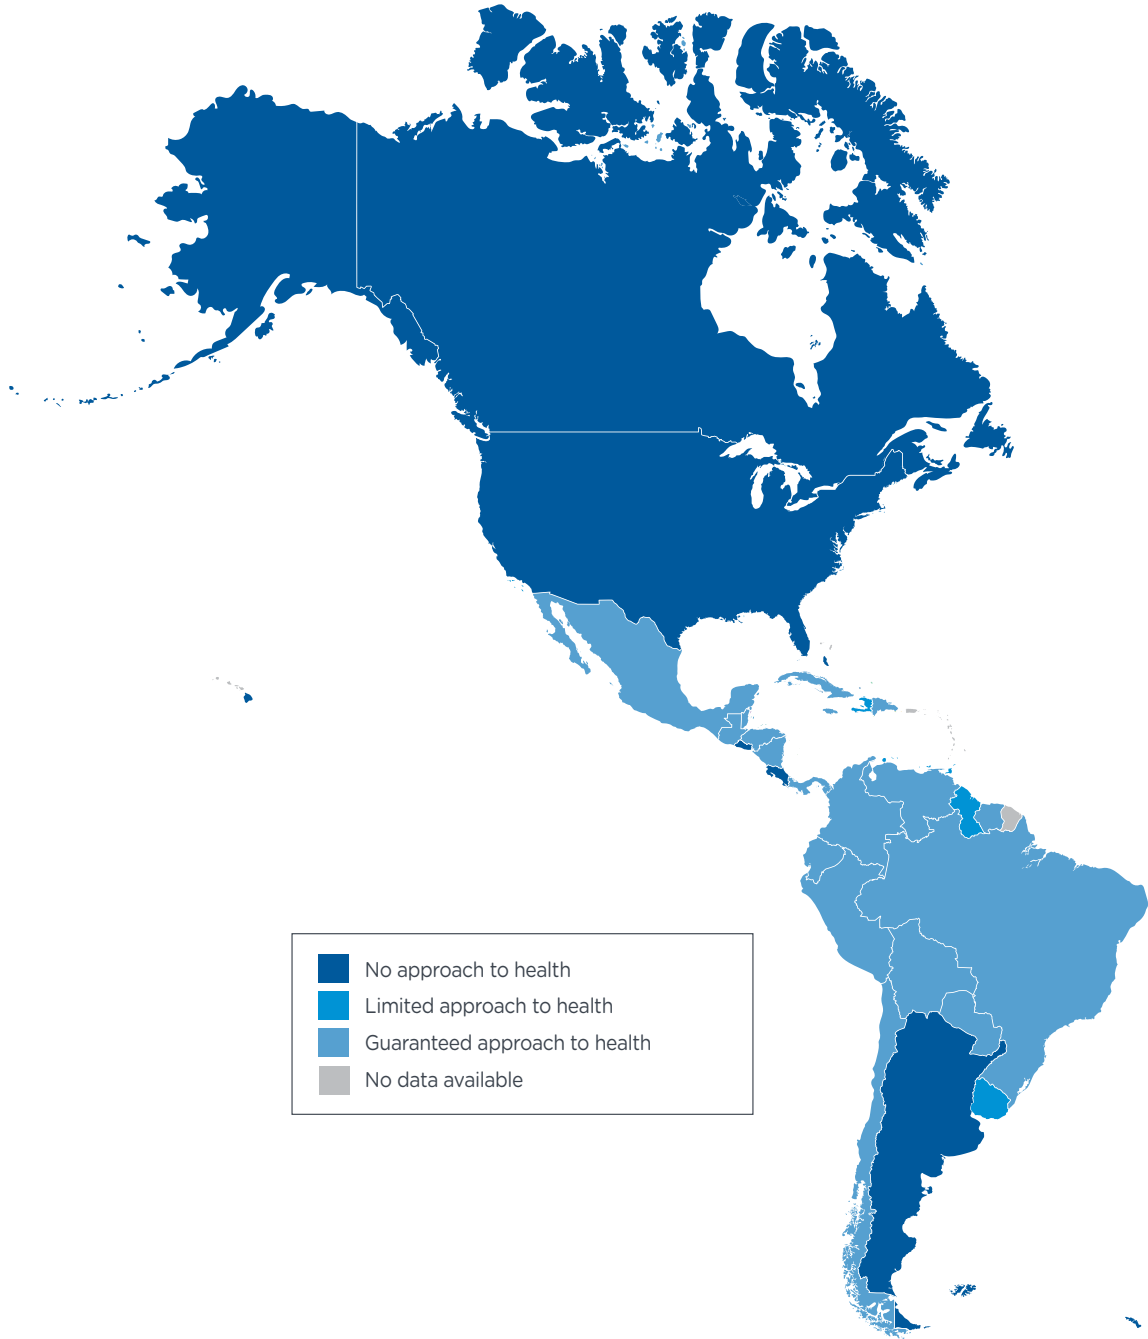 No approach to health
Limited approach to health
Guaranteed approach to health
No data available